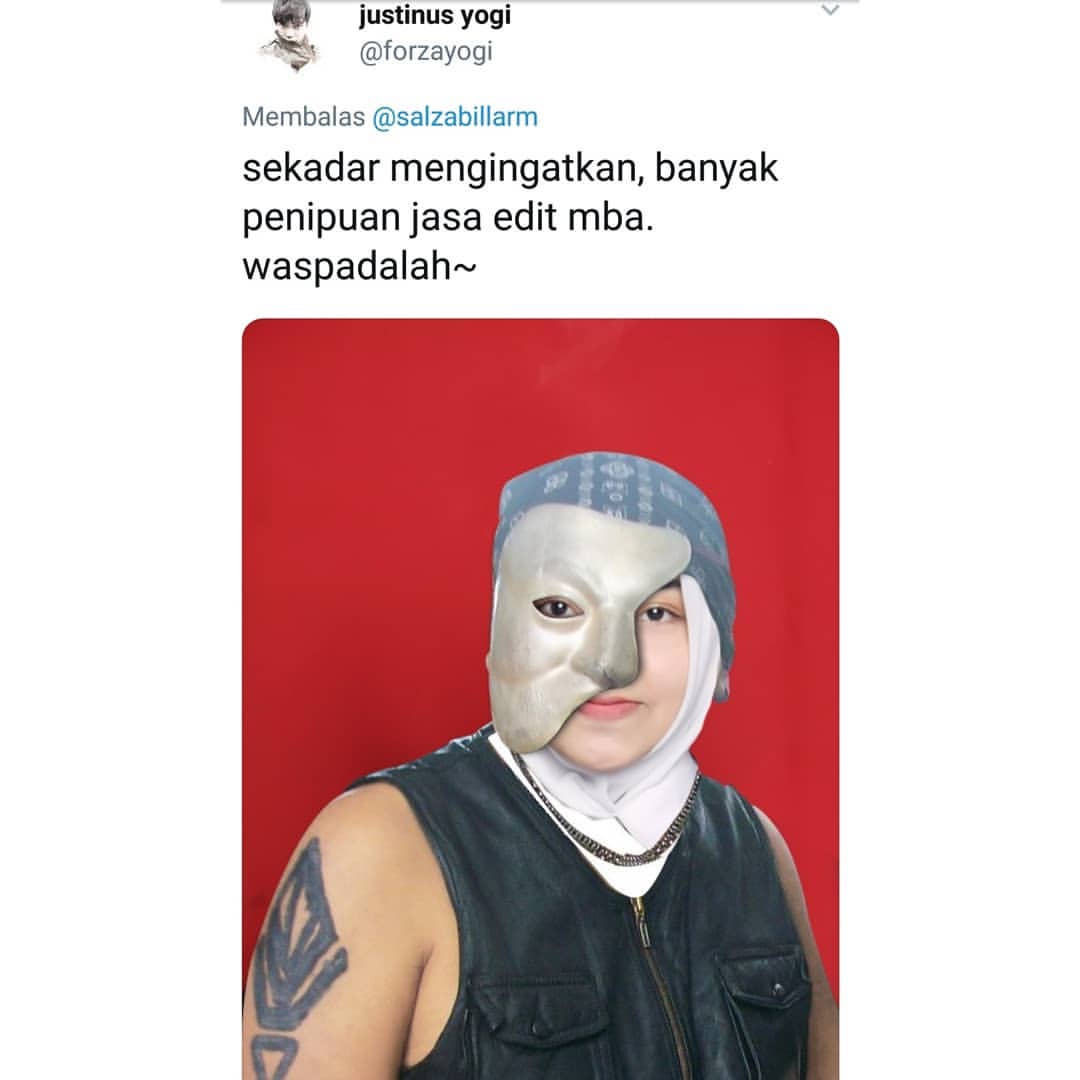 justinus yogi
@forzayogi
Membalas @salzabillarm
sekadar mengingatkan, banyak
penipuan jasa edit mba.
waspadalah~